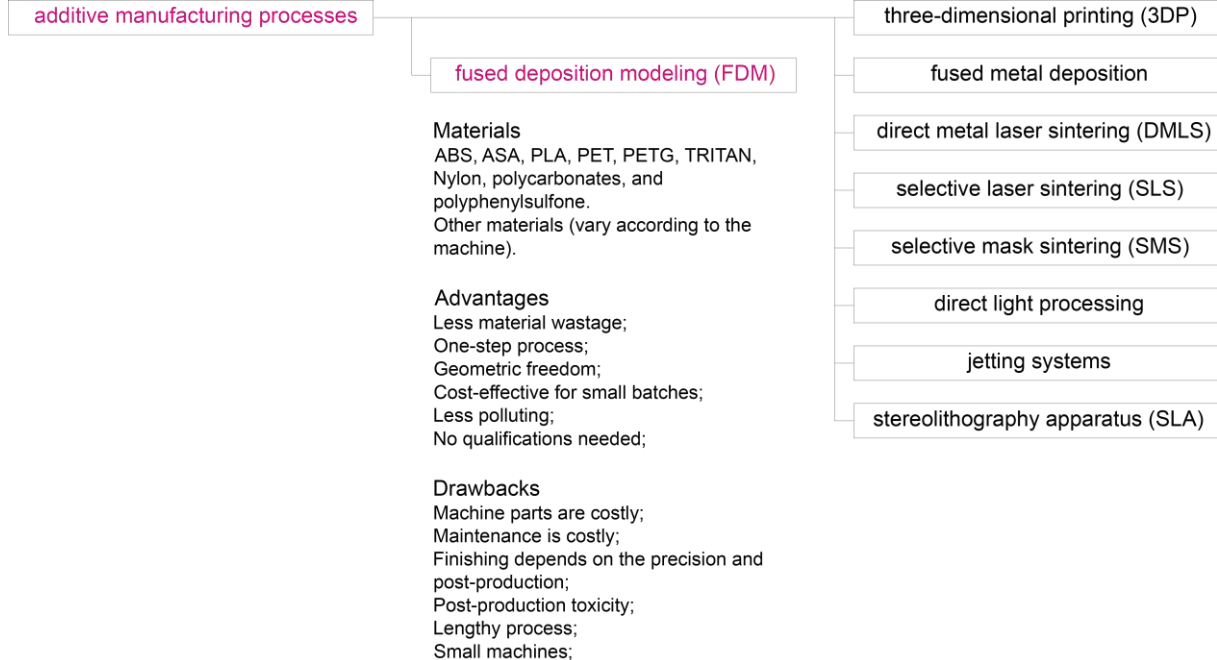 additive manufacturing processes
fused deposition modeling (FDM)
Materials
ABS, ASA, PLA, PET, PETG, TRITAN,
Nylon, polycarbonates, and
polyphenylsulfone.
Other materials (vary according to the
machine).
Advantages
Less material wastage;
One-step process;
Geometric freedom;
Cost-effective for small batches;
Less polluting;
No qualifications needed;
Drawbacks
Machine parts are costly;
Maintenance is costly;
Finishing depends on the precision and
post-production;
Post-production toxicity;
Lengthy process;
Small machines;
three-dimensional printing (3DP)
fused metal deposition
direct metal laser sintering (DMLS)
selective laser sintering (SLS)
selective mask sintering (SMS)
direct light processing
jetting systems
stereolithography apparatus (SLA)